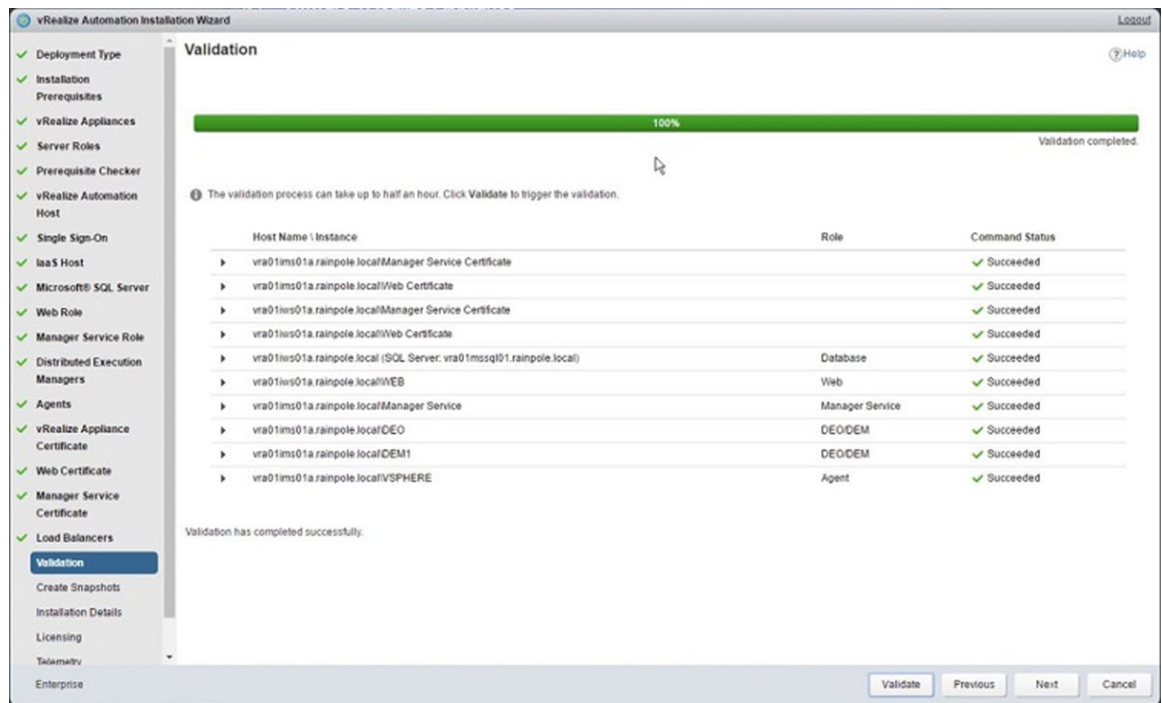 vRealize Automation Installation Wizard
Logout
Deployment Type
Installation
Prerequisites
vRealize Appliances
Server Roles
Prerequisite Checker
vRealize Automation
Host
Single Sign-On
IaaS Host
Microsoft® SQL Server
Web Role
Manager Service Role
Distributed Execution
Managers
Agents
vRealize Appliance
Certificate
Web Certificate
Manager Service
Certificate
Load Balancers
Validation
Create Snapshots
Installation Details
Licensing
Telemetry
Validation
Help
100%
Validation completed.
The validation process can take up to half an hour. Click Validate to trigger the validation.
Host Name \ Instance Role Command Status
vra01ims01a.rainpole.local\Manager Service Certificate Succeeded
vra01ims01a.rainpole.local\Web Certificate Succeeded
vra01iws01a.rainpole.local\Manager Service Certificate Succeeded
vra01iws01a.rainpole.local\Web Certificate Succeeded
vra01iws01a.rainpole.local (SQL Server: vra01mssql01.rainpole.local) Database Succeeded
vra01iws01a.rainpole.local\WEB Web Succeeded
vra01ims01a.rainpole.local\Manager Service Manager Service Succeeded
vra01ims01a.rainpole.local\DEO DEO/DEM Succeeded
vra01ims01a.rainpole.local\DEM1 DEO/DEM Succeeded
vra01ims01a.rainpole.local\VSPHERE Agent Succeeded
Validation has completed successfully.
Enterprise
Validate Previous Next Cancel